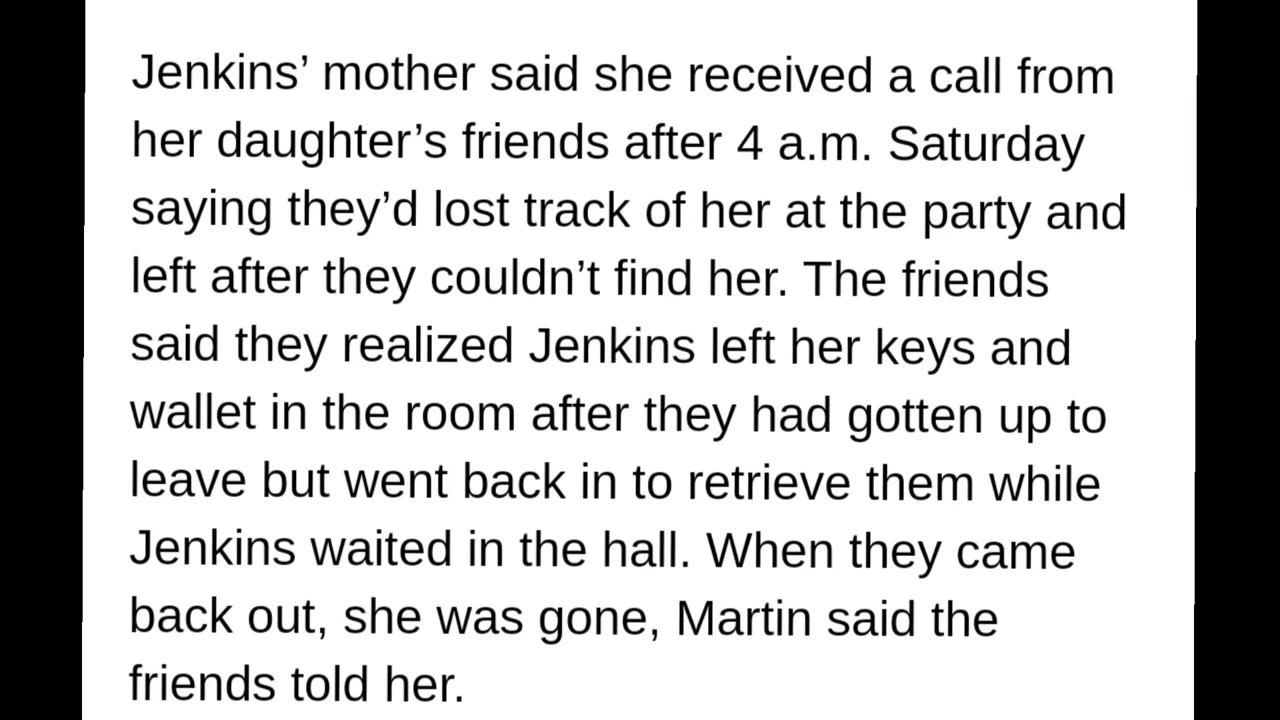 Jenkins’ mother said she received a call from
her daughter’s friends after 4 a.m. Saturday
saying they’d lost track of her at the party and
left after they couldn’t find her. The friends
said they realized Jenkins left her keys and
wallet in the room after they had gotten up to
leave but went back in to retrieve them while
Jenkins waited in the hall. When they came
back out, she was gone, Martin said the
friends told her.